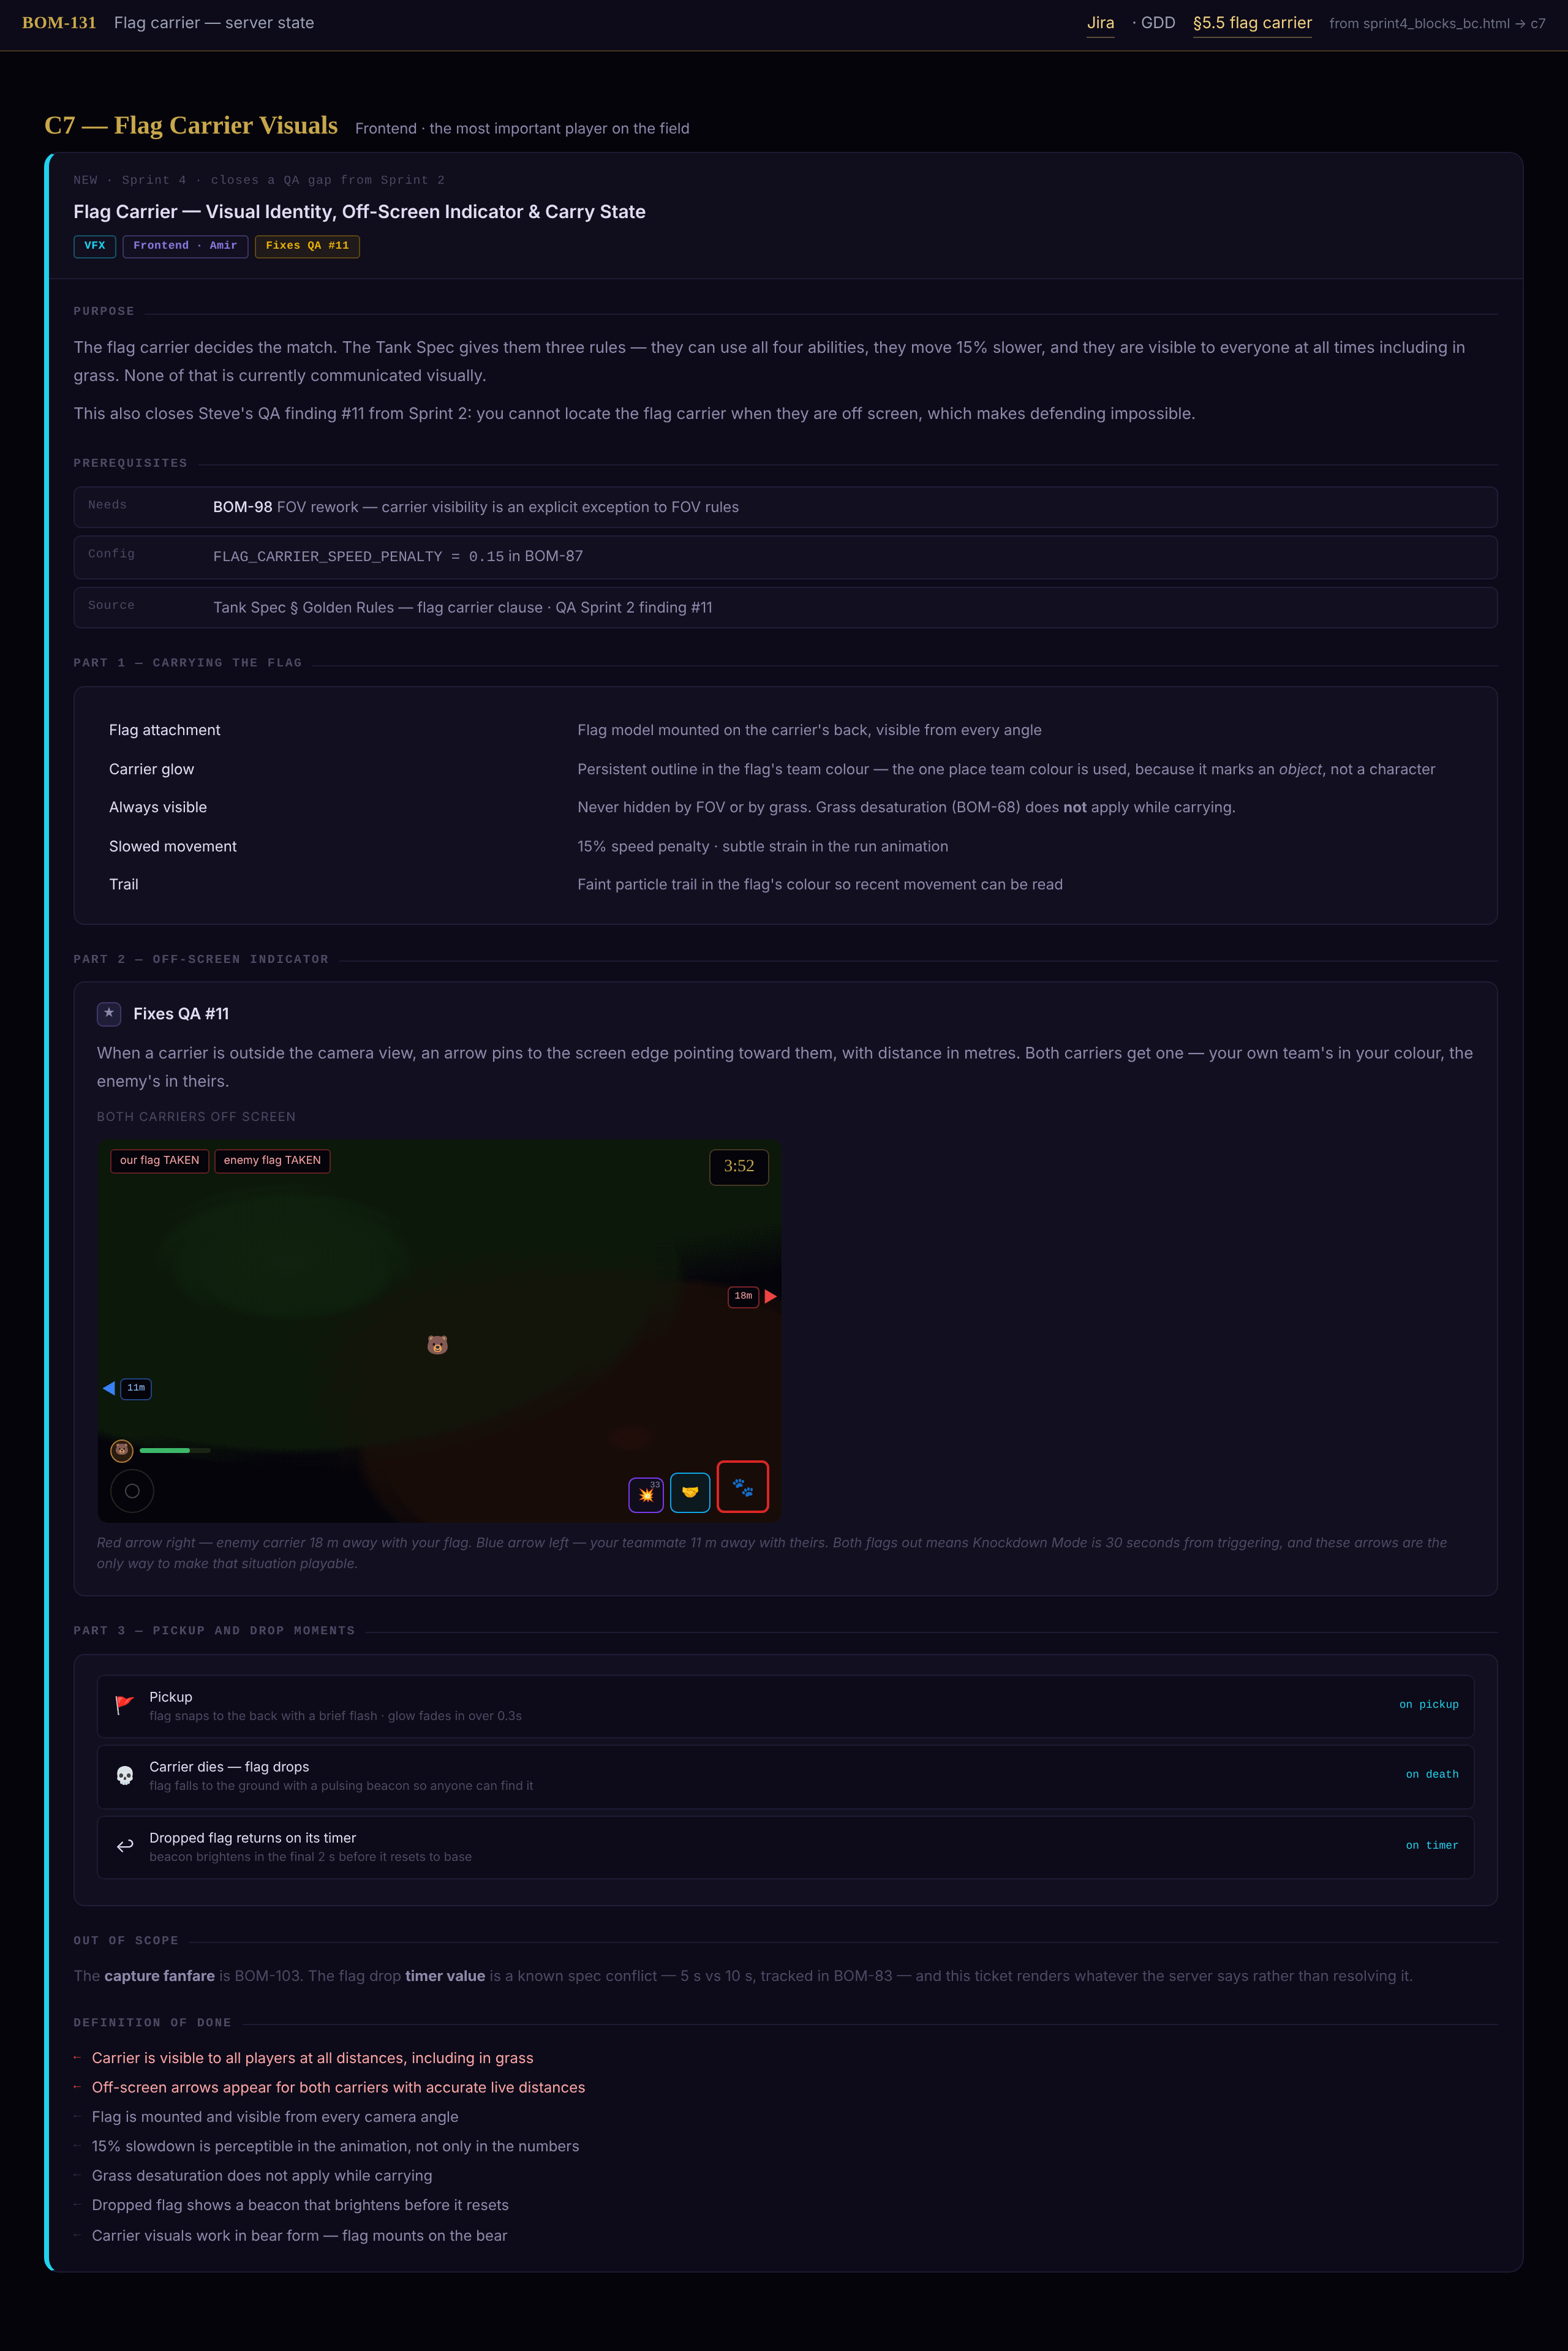 BOM-131 Flag carrier — server state Jira · GDD §5.5 flag carrier from sprint4_blocks_bc.html → c7
C7 — Flag Carrier Visuals Frontend · the most important player on the field
NEW · Sprint 4 · closes a QA gap from Sprint 2
Flag Carrier — Visual Identity, Off-Screen Indicator & Carry State
VFX Frontend · Amir Fixes QA #11
PURPOSE
The flag carrier decides the match. The Tank Spec gives them three rules — they can use all four abilities, they move 15% slower, and they are visible to everyone at all times including in
grass. None of that is currently communicated visually.
This also closes Steve's QA finding #11 from Sprint 2: you cannot locate the flag carrier when they are off screen, which makes defending impossible.
PREREQUISITES
Needs BOM-98 FOV rework — carrier visibility is an explicit exception to FOV rules
Config FLAG_CARRIER_SPEED_PENALTY = 0.15 in BOM-87
Source Tank Spec § Golden Rules — flag carrier clause · QA Sprint 2 finding #11
PART 1 — CARRYING THE FLAG
Flag attachment Flag model mounted on the carrier's back, visible from every angle
Carrier glow Persistent outline in the flag's team colour — the one place team colour is used, because it marks an object, not a character
Always visible Never hidden by FOV or by grass. Grass desaturation (BOM-68) does not apply while carrying.
Slowed movement 15% speed penalty · subtle strain in the run animation
Trail Faint particle trail in the flag's colour so recent movement can be read
PART 2 — OFF-SCREEN INDICATOR
★ Fixes QA #11
When a carrier is outside the camera view, an arrow pins to the screen edge pointing toward them, with distance in metres. Both carriers get one — your own team's in your colour, the
enemy's in theirs.
BOTH CARRIERS OFF SCREEN
our flag TAKEN enemy flag TAKEN 3:52
18m
11m
33
Red arrow right — enemy carrier 18 m away with your flag. Blue arrow left — your teammate 11 m away with theirs. Both flags out means Knockdown Mode is 30 seconds from triggering, and these arrows are the
only way to make that situation playable.
PART 3 — PICKUP AND DROP MOMENTS
Pickup
flag snaps to the back with a brief flash · glow fades in over 0.3s
on pickup
Carrier dies — flag drops
flag falls to the ground with a pulsing beacon so anyone can find it
on death
Dropped flag returns on its timer
beacon brightens in the final 2 s before it resets to base
on timer
OUT OF SCOPE
The capture fanfare is BOM-103. The flag drop timer value is a known spec conflict — 5 s vs 10 s, tracked in BOM-83 — and this ticket renders whatever the server says rather than resolving it.
DEFINITION OF DONE
← Carrier is visible to all players at all distances, including in grass
← Off-screen arrows appear for both carriers with accurate live distances
← Flag is mounted and visible from every camera angle
← 15% slowdown is perceptible in the animation, not only in the numbers
← Grass desaturation does not apply while carrying
← Dropped flag shows a beacon that brightens before it resets
← Carrier visuals work in bear form — flag mounts on the bear